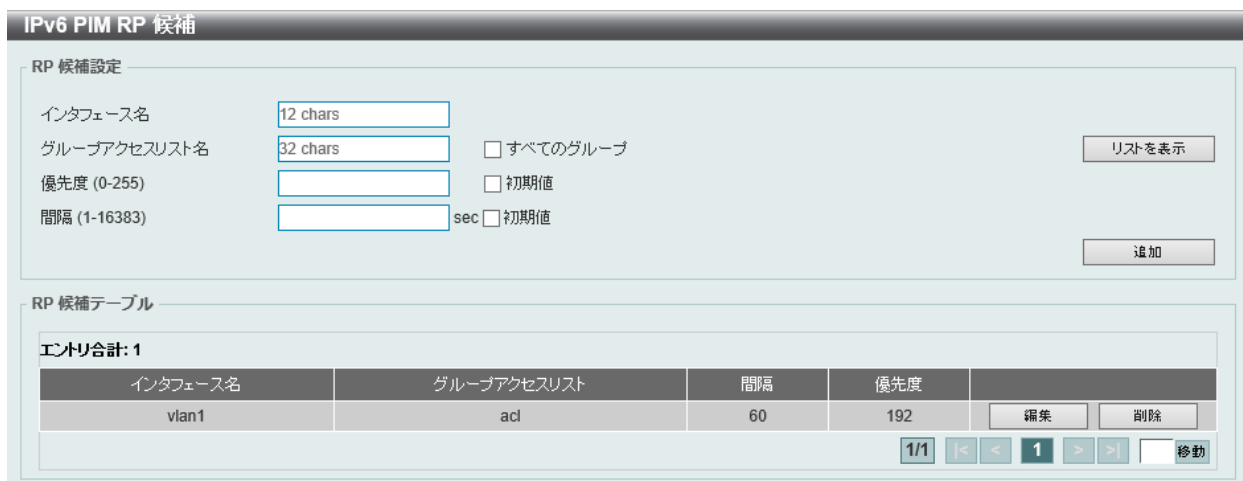 IPv6 PIM RP 候補
RP 候補設定
インタフェース名 12 chars
グループアクセスリスト名 32 chars すべてのグループ リストを表示
優先度 (0-255) 初期値
間隔 (1-16383) sec 初期値
追加
RP 候補テーブル
エントリ合計: 1
インタフェース名 グループアクセスリスト 間隔 優先度
vlan1 acl 60 192 編集 削除
1/1 |< < 1 > >| 移動